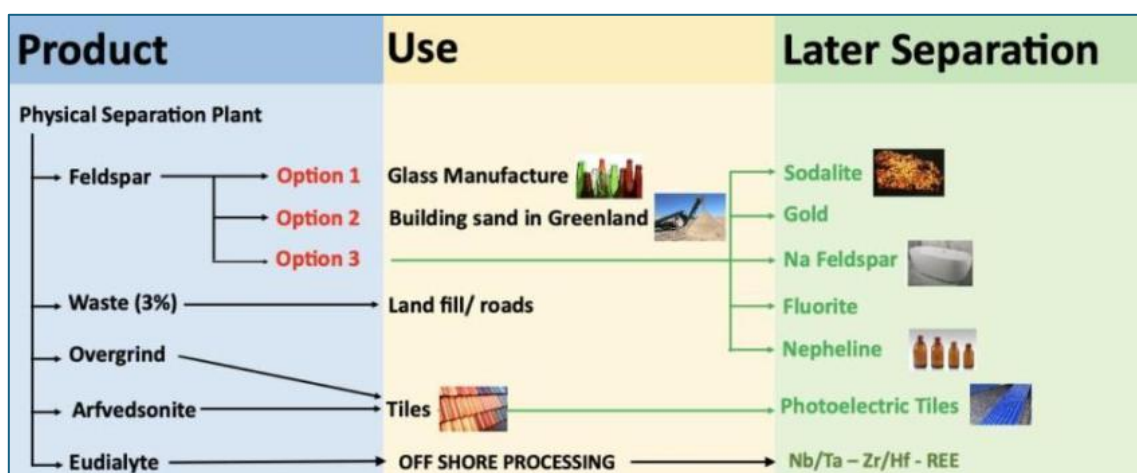 Product Use Later Separation
Physical Separation Plant
Feldspar Option 1 Glass Manufacture Sodalite
Option 2 Building sand in Greenland Gold
Option 3 Na Feldspar
Waste (3%) Land fill/ roads Fluorite
Overgrind Nepheline
Arfvedsonite Tiles Photoelectric Tiles
Eudialyte OFF SHORE PROCESSING Nb/Ta – Zr/Hf - REE